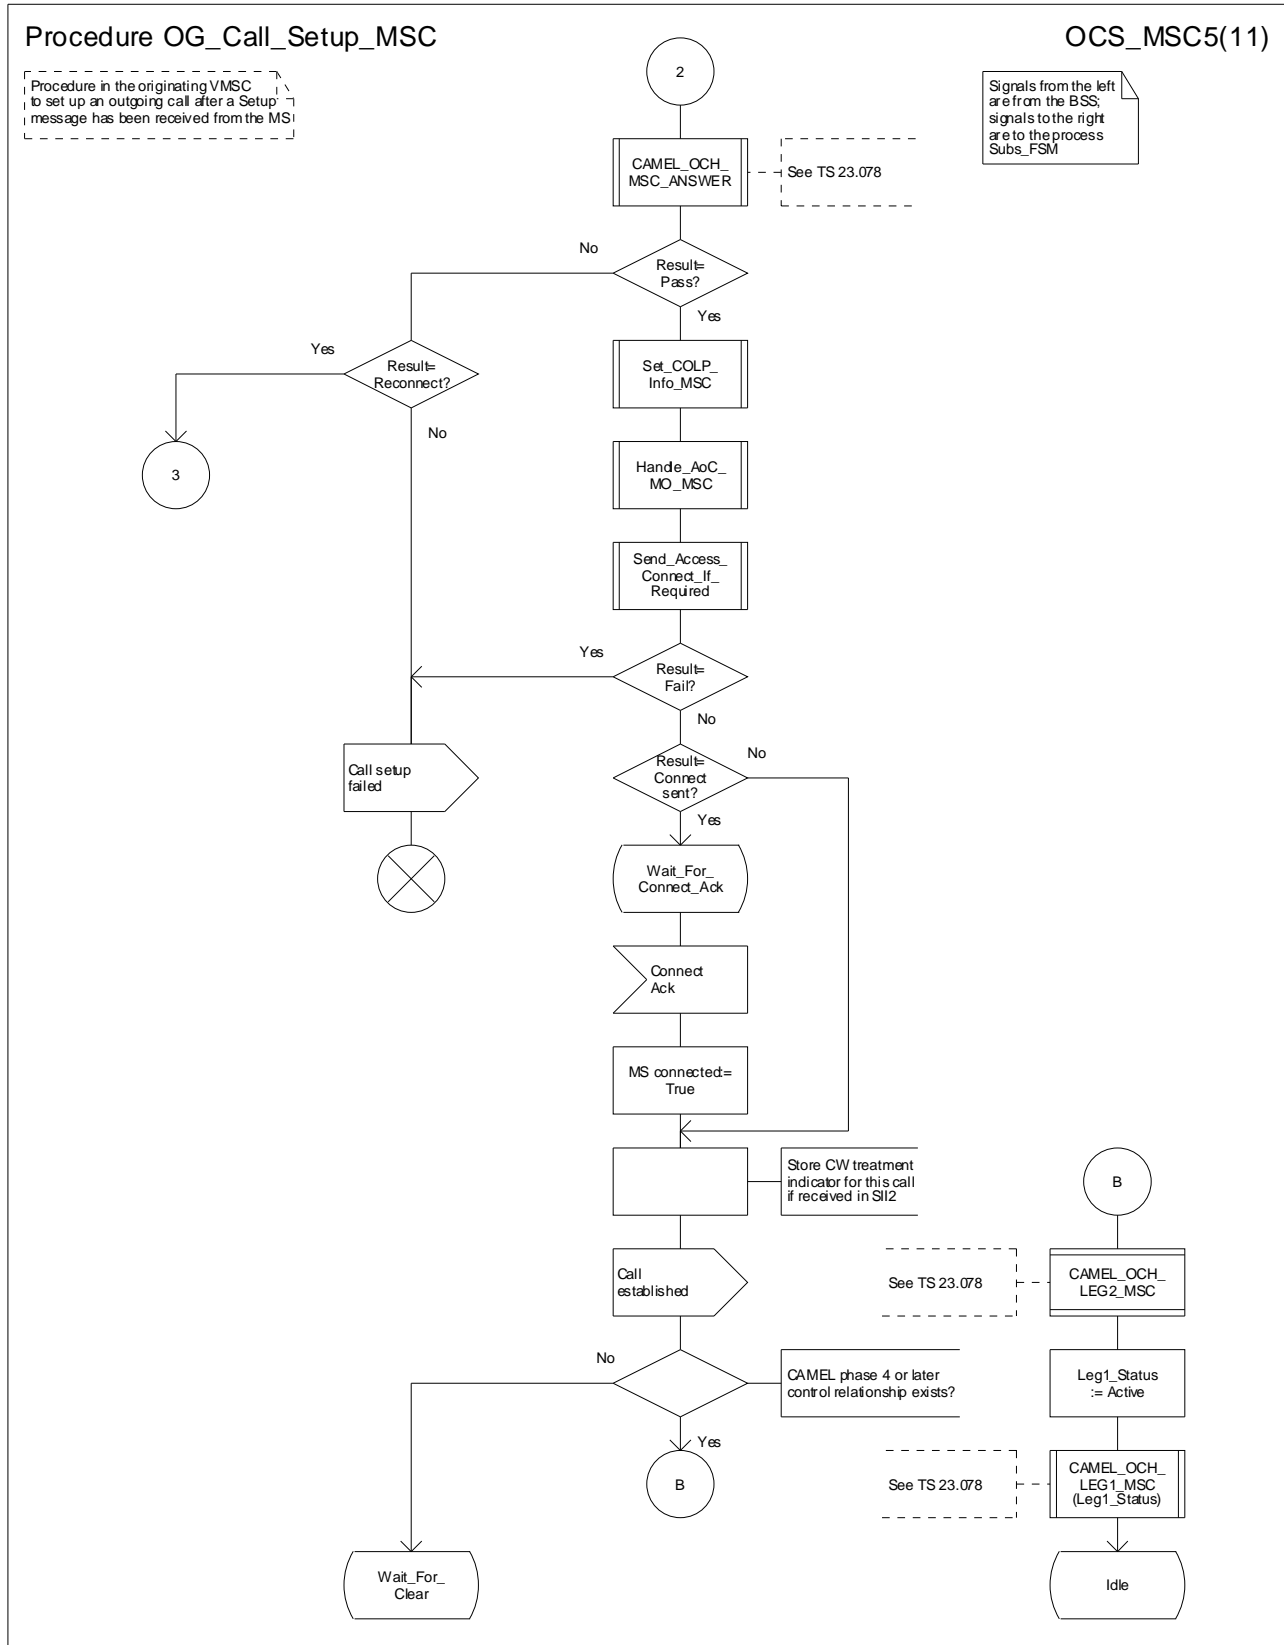 Procedure OG_Call_Setup_MSC
OCS_MSC5(11)
Procedure in the originating VMSC
to set up an outgoing call after a Setup
message has been received from the MS
2
Signals from the left
are from the BSS;
signals to the right
are to the process
Subs_FSM
CAMEL_OCH_
MSC_ANSWER
See TS 23.078
No
Result=
Pass?
Yes
Yes
Result=
Reconnect?
Set_COLP_
Info_MSC
No
3
Handle_AoC_
MO_MSC
Send_Access_
Connect_If_
Required
Yes
Result=
Fail?
No
Call setup
failed
Result=
Connect
sent?
No
Yes
Wait_For_
Connect_Ack
Connect
Ack
MS connected:=
True
Store CW treatment
indicator for this call
if received in SII2
B
Call
established
See TS 23.078
CAMEL_OCH_
LEG2_MSC
No
CAMEL phase 4 or later
control relationship exists?
Leg1_Status
:= Active
Yes
B
See TS 23.078
CAMEL_OCH_
LEG1_MSC
(Leg1_Status)
Wait_For_
Clear
Idle